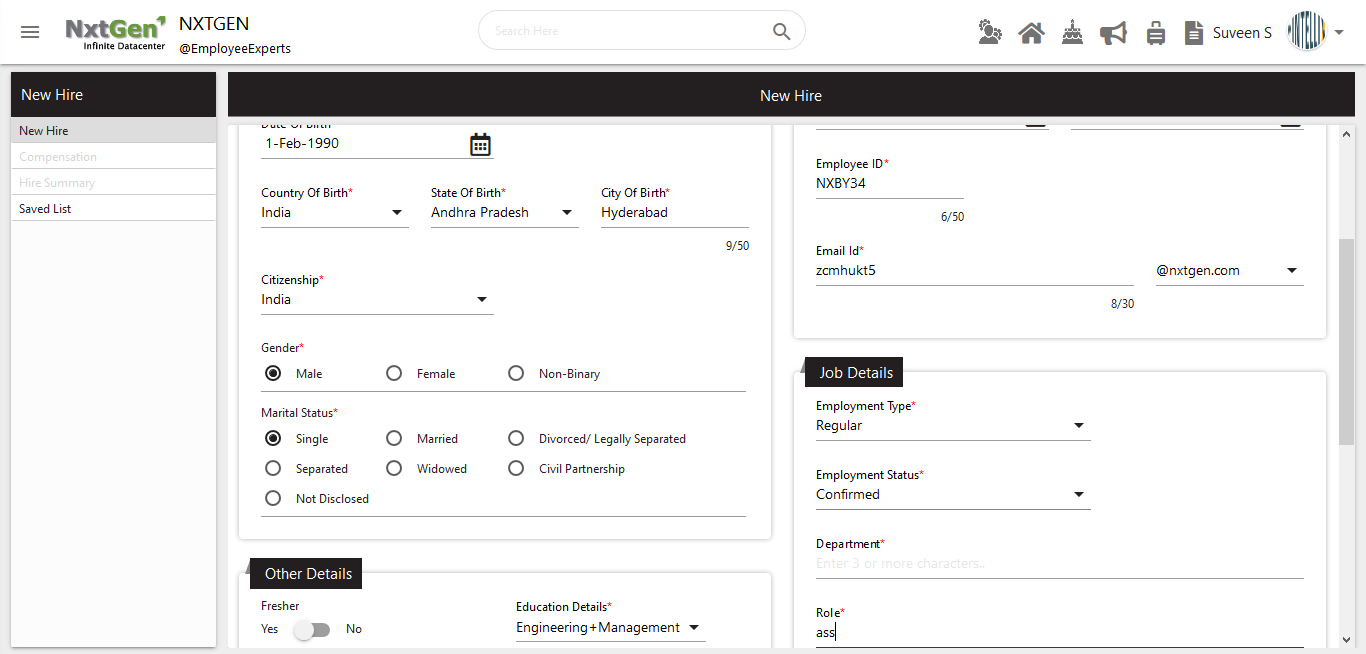 NxtGen
Infinite Datacenter
NXTGEN
@EmployeeExperts
Search Here
Suveen S
New Hire
New Hire
Compensation
Hire Summary
Saved List
New Hire
Date Of Birth
1-Feb-1990
Country Of Birth*
India
State Of Birth*
Andhra Pradesh
City Of Birth*
Hyderabad
9/50
Citizenship*
India
Gender*
Male
Female
Non-Binary
Marital Status*
Single
Married
Divorced/ Legally Separated
Separated
Widowed
Civil Partnership
Not Disclosed
Other Details
Fresher
Yes
No
Education Details*
Engineering+Management
Employee ID*
NXBY34
6/50
Email Id*
zcmhukt5
@nxtgen.com
8/30
Job Details
Employment Type*
Regular
Employment Status*
Confirmed
Department*
Enter 3 or more characters..
Role*
ass